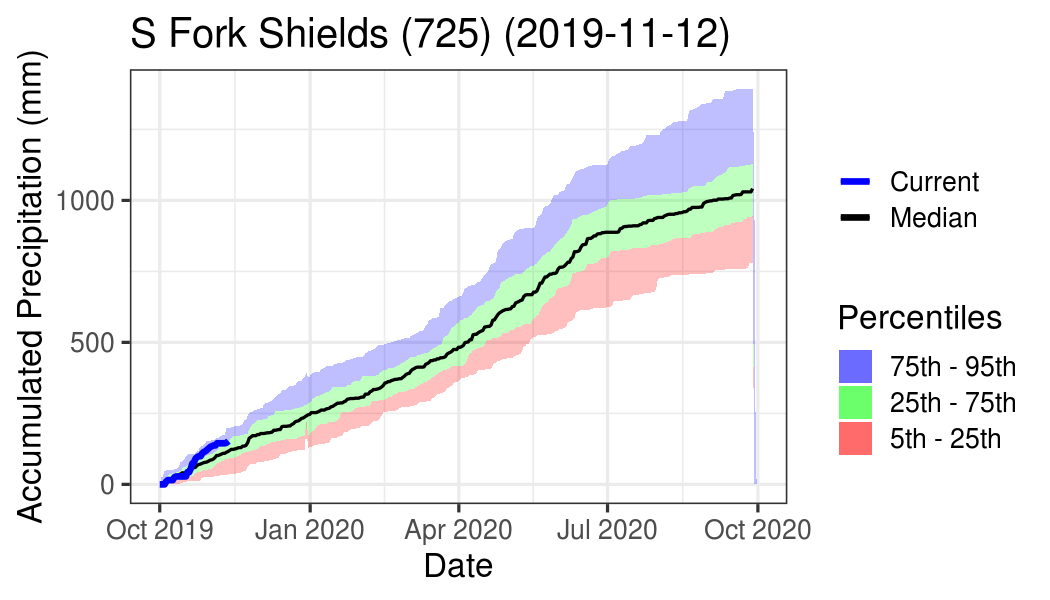 S Fork Shields (725) (2019-11-12)
Accumulated Precipitation (mm)
1000
500
0
Oct 2019 Jan 2020 Apr 2020 Jul 2020 Oct 2020
Date
Current
Median
Percentiles
75th - 95th
25th - 75th
5th - 25th